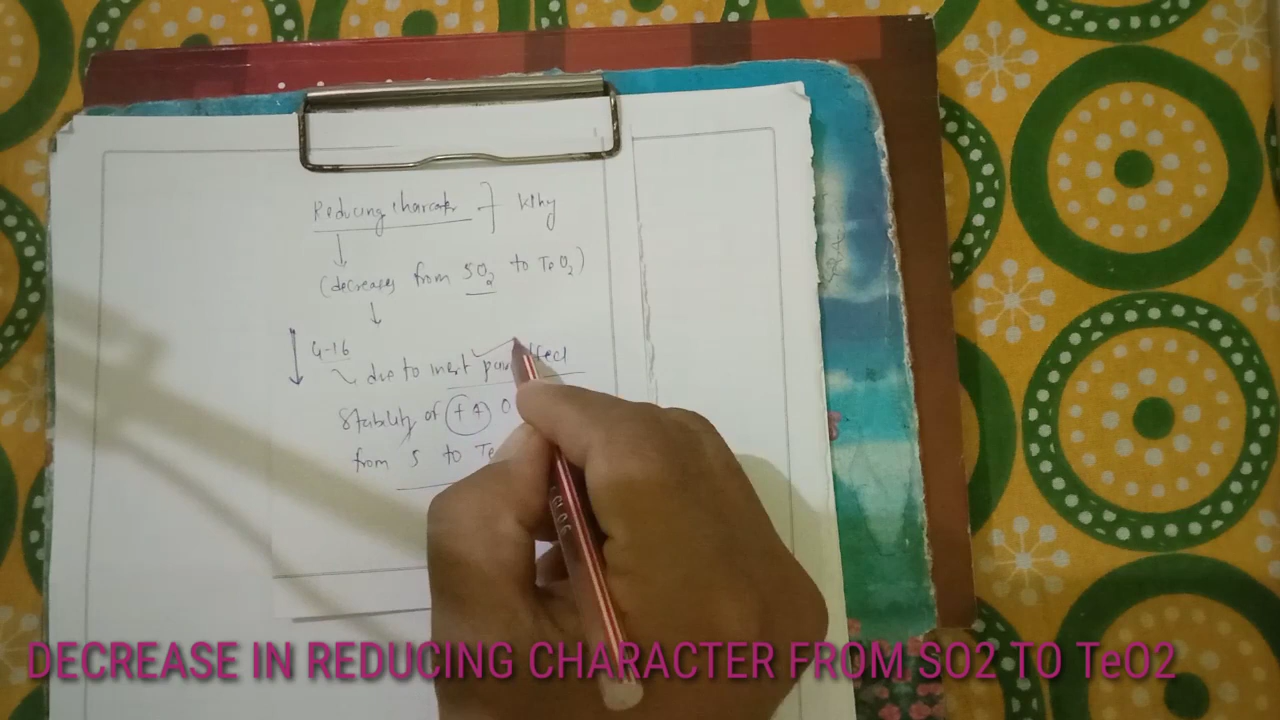 Reducing Charcater } Why
(decreases from SO2 to TeO2)
G-16
due to inert pair effect
Stability of +4 O
from S to Te
DECREASE IN REDUCING CHARACTER FROM SO2 TO TeO2